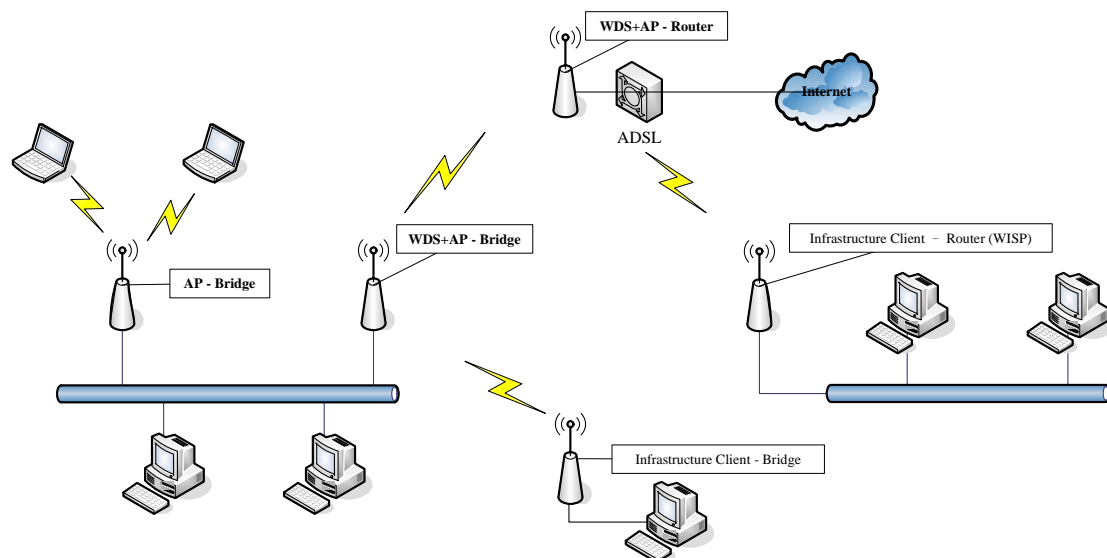 WDS+AP - Router
Internet
ADSL
WDS+AP - Bridge
Infrastructure Client – Router (WISP)
AP - Bridge
Infrastructure Client - Bridge